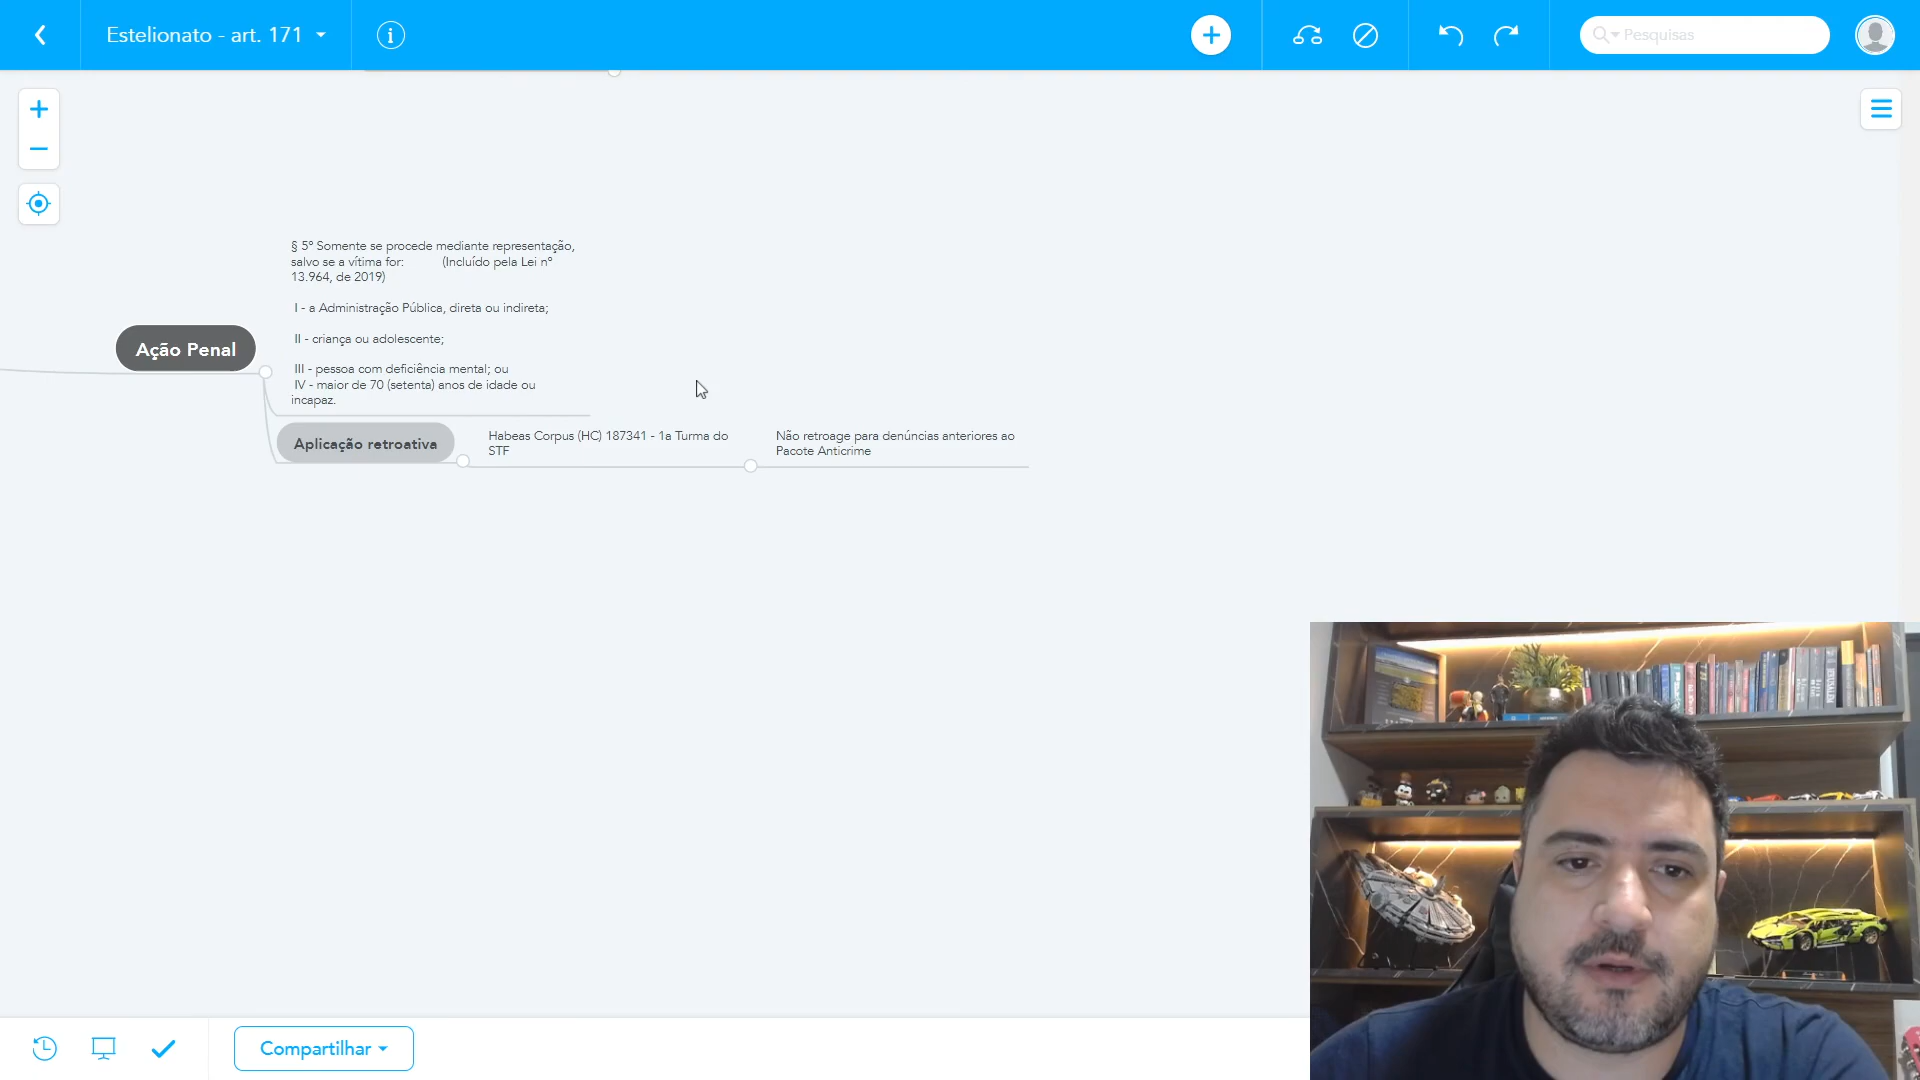 Estelionato - art. 171
Pesquisas
§ 5º Somente se procede mediante representação,
salvo se a vítima for: (Incluído pela Lei nº
13.964, de 2019)
I - a Administração Pública, direta ou indireta;
II - criança ou adolescente;
III - pessoa com deficiência mental; ou
IV - maior de 70 (setenta) anos de idade ou
incapaz.
Ação Penal
Aplicação retroativa
Habeas Corpus (HC) 187341 - 1a Turma do
STF
Não retroage para denúncias anteriores ao
Pacote Anticrime
Compartilhar